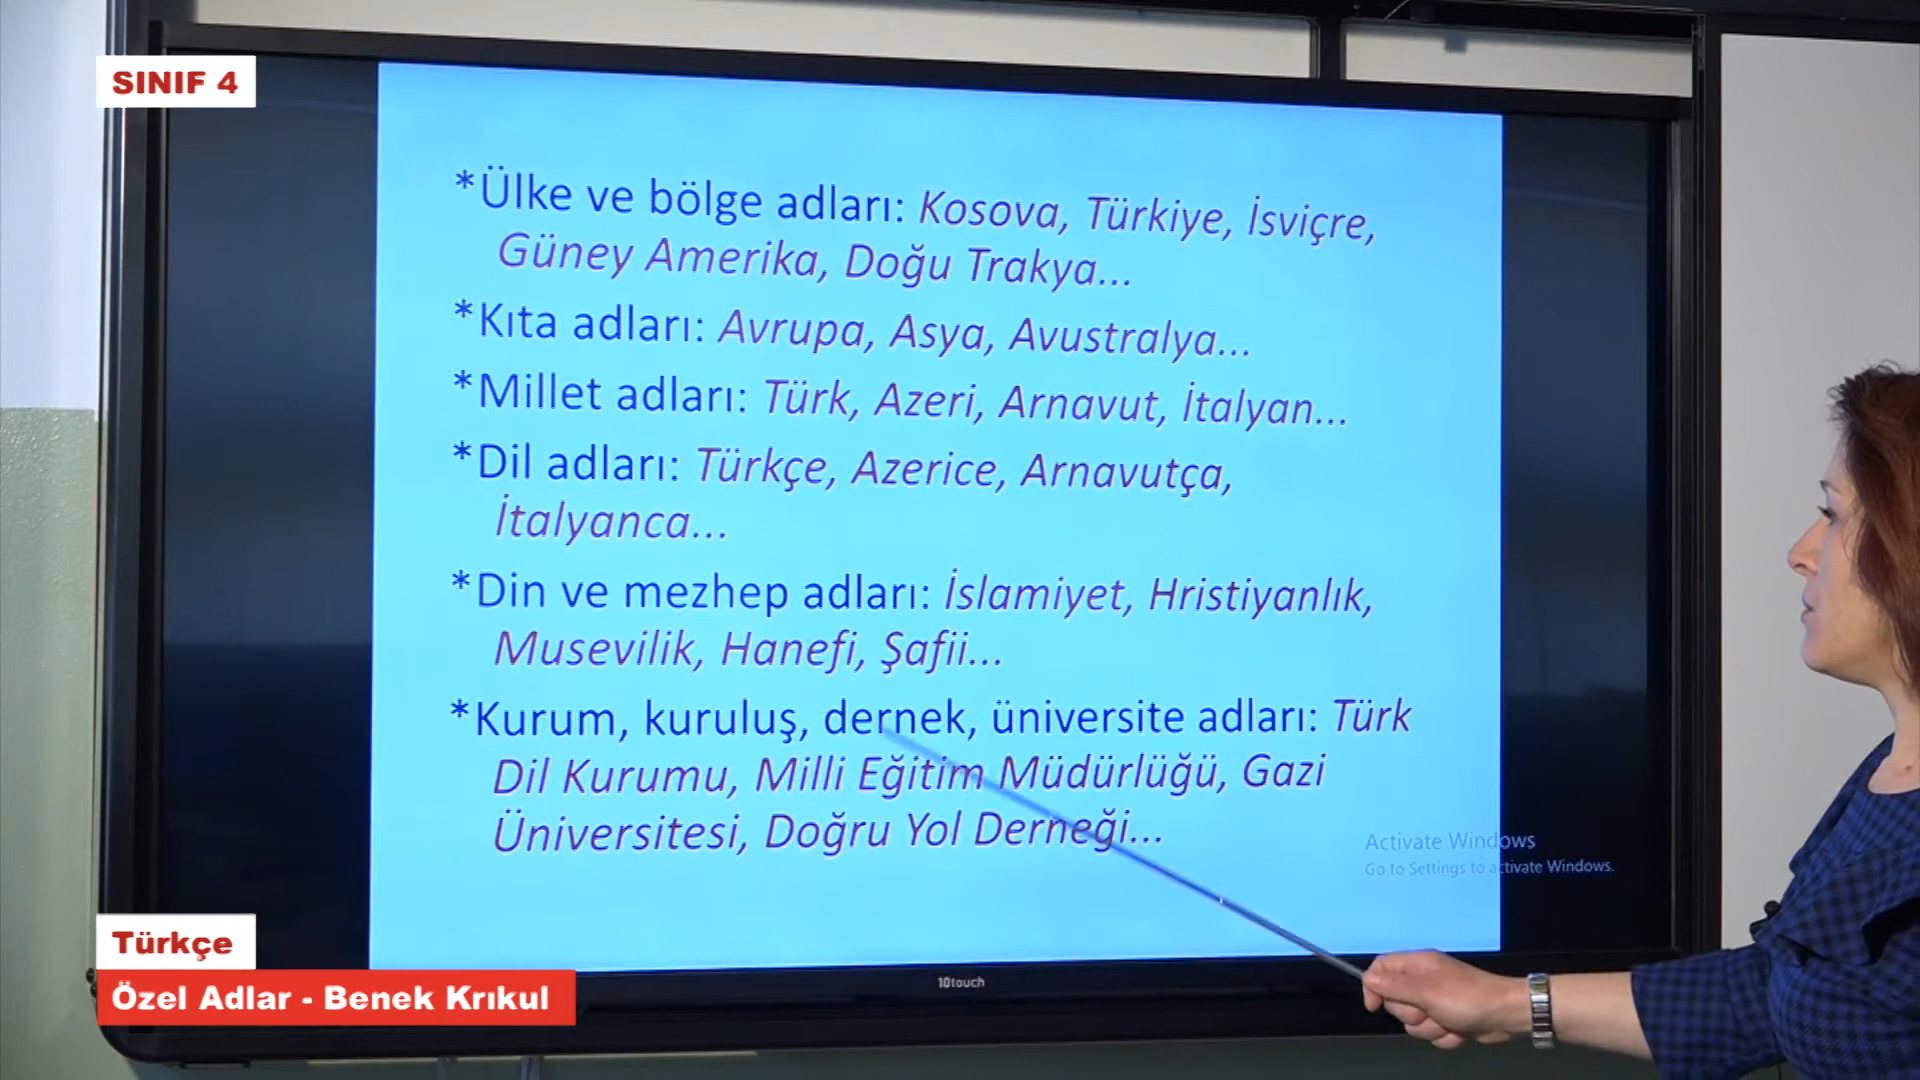 SINIF 4
*Ülke ve bölge adları: Kosova, Türkiye, İsviçre,
Güney Amerika, Doğu Trakya...
*Kıta adları: Avrupa, Asya, Avustralya...
*Millet adları: Türk, Azeri, Arnavut, İtalyan...
*Dil adları: Türkçe, Azerice, Arnavutça,
İtalyanca...
*Din ve mezhep adları: İslamiyet, Hristiyanlık,
Musevilik, Hanefi, Şafii...
*Kurum, kuruluş, dernek, üniversite adları: Türk
Dil Kurumu, Milli Eğitim Müdürlüğü, Gazi
Üniversitesi, Doğru Yol Derneği...
Activate Windows
Go to Settings to activate Windows.
Türkçe
Özel Adlar - Benek Krıkul
10touch